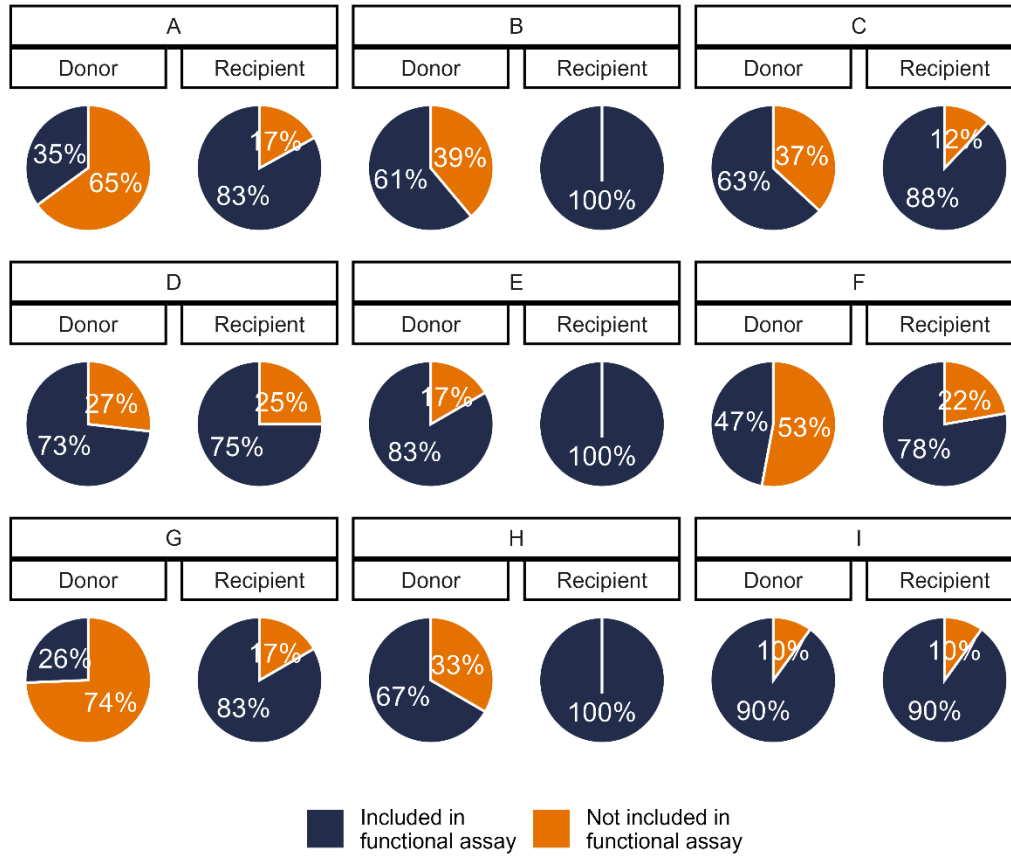 A B C
Donor Recipient Donor Recipient Donor Recipient
35% 65% 17% 83% 39% 61% 100% 37% 63% 12% 88%
D E F
Donor Recipient Donor Recipient Donor Recipient
27% 73% 25% 75% 17% 83% 100% 47% 53% 22% 78%
G H I
Donor Recipient Donor Recipient Donor Recipient
26% 74% 17% 83% 33% 67% 100% 10% 90% 10% 90%
Included in
functional assay
Not included in
functional assay